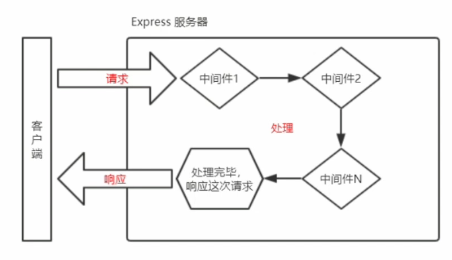 Express 服务器
客户端
请求
中间件1
中间件2
处理
响应
处理完毕，
响应这次请求
中间件N